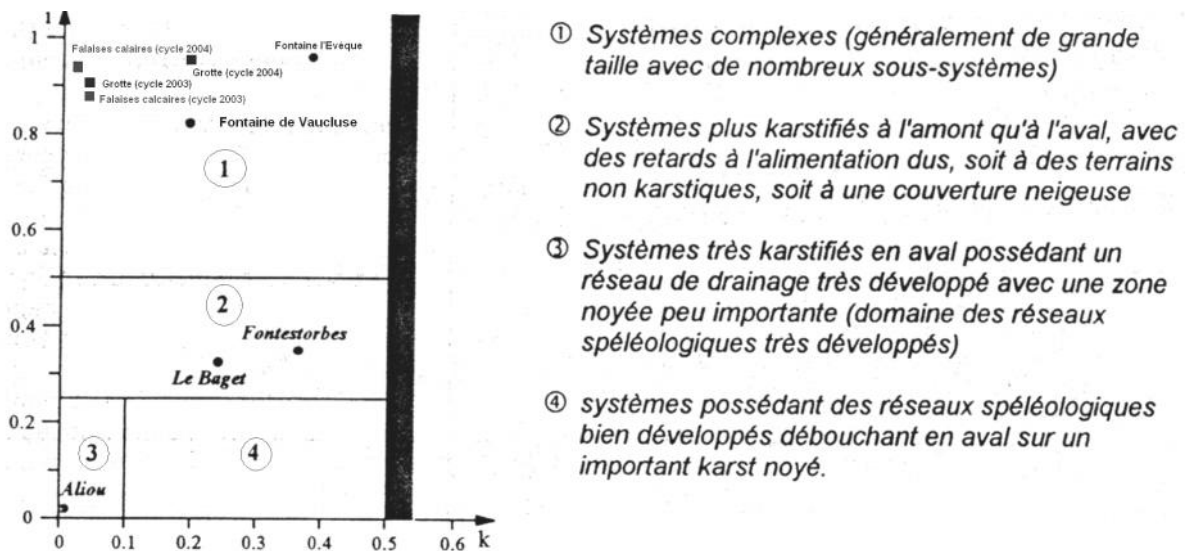 i
1
Falaises calaires (cycle 2004)
Fontaine l'Evêque
Grotte (cycle 2004)
Grotte (cycle 2003)
Falaises calcaires (cycle 2003)
Fontaine de Vaucluse
0.8
1
0.6
2
0.4
Fontestorbes
Le Baget
0.2
3
4
Aliou
0
0 0.1 0.2 0.3 0.4 0.5 0.6 k
① Systèmes complexes (généralement de grande
taille avec de nombreux sous-systèmes)
② Systèmes plus karstifiés à l'amont qu'à l'aval, avec
des retards à l'alimentation dus, soit à des terrains
non karstiques, soit à une couverture neigeuse
③ Systèmes très karstifiés en aval possédant un
réseau de drainage très développé avec une zone
noyée peu importante (domaine des réseaux
spéléologiques très développés)
④ systèmes possédant des réseaux spéléologiques
bien développés débouchant en aval sur un
important karst noyé.